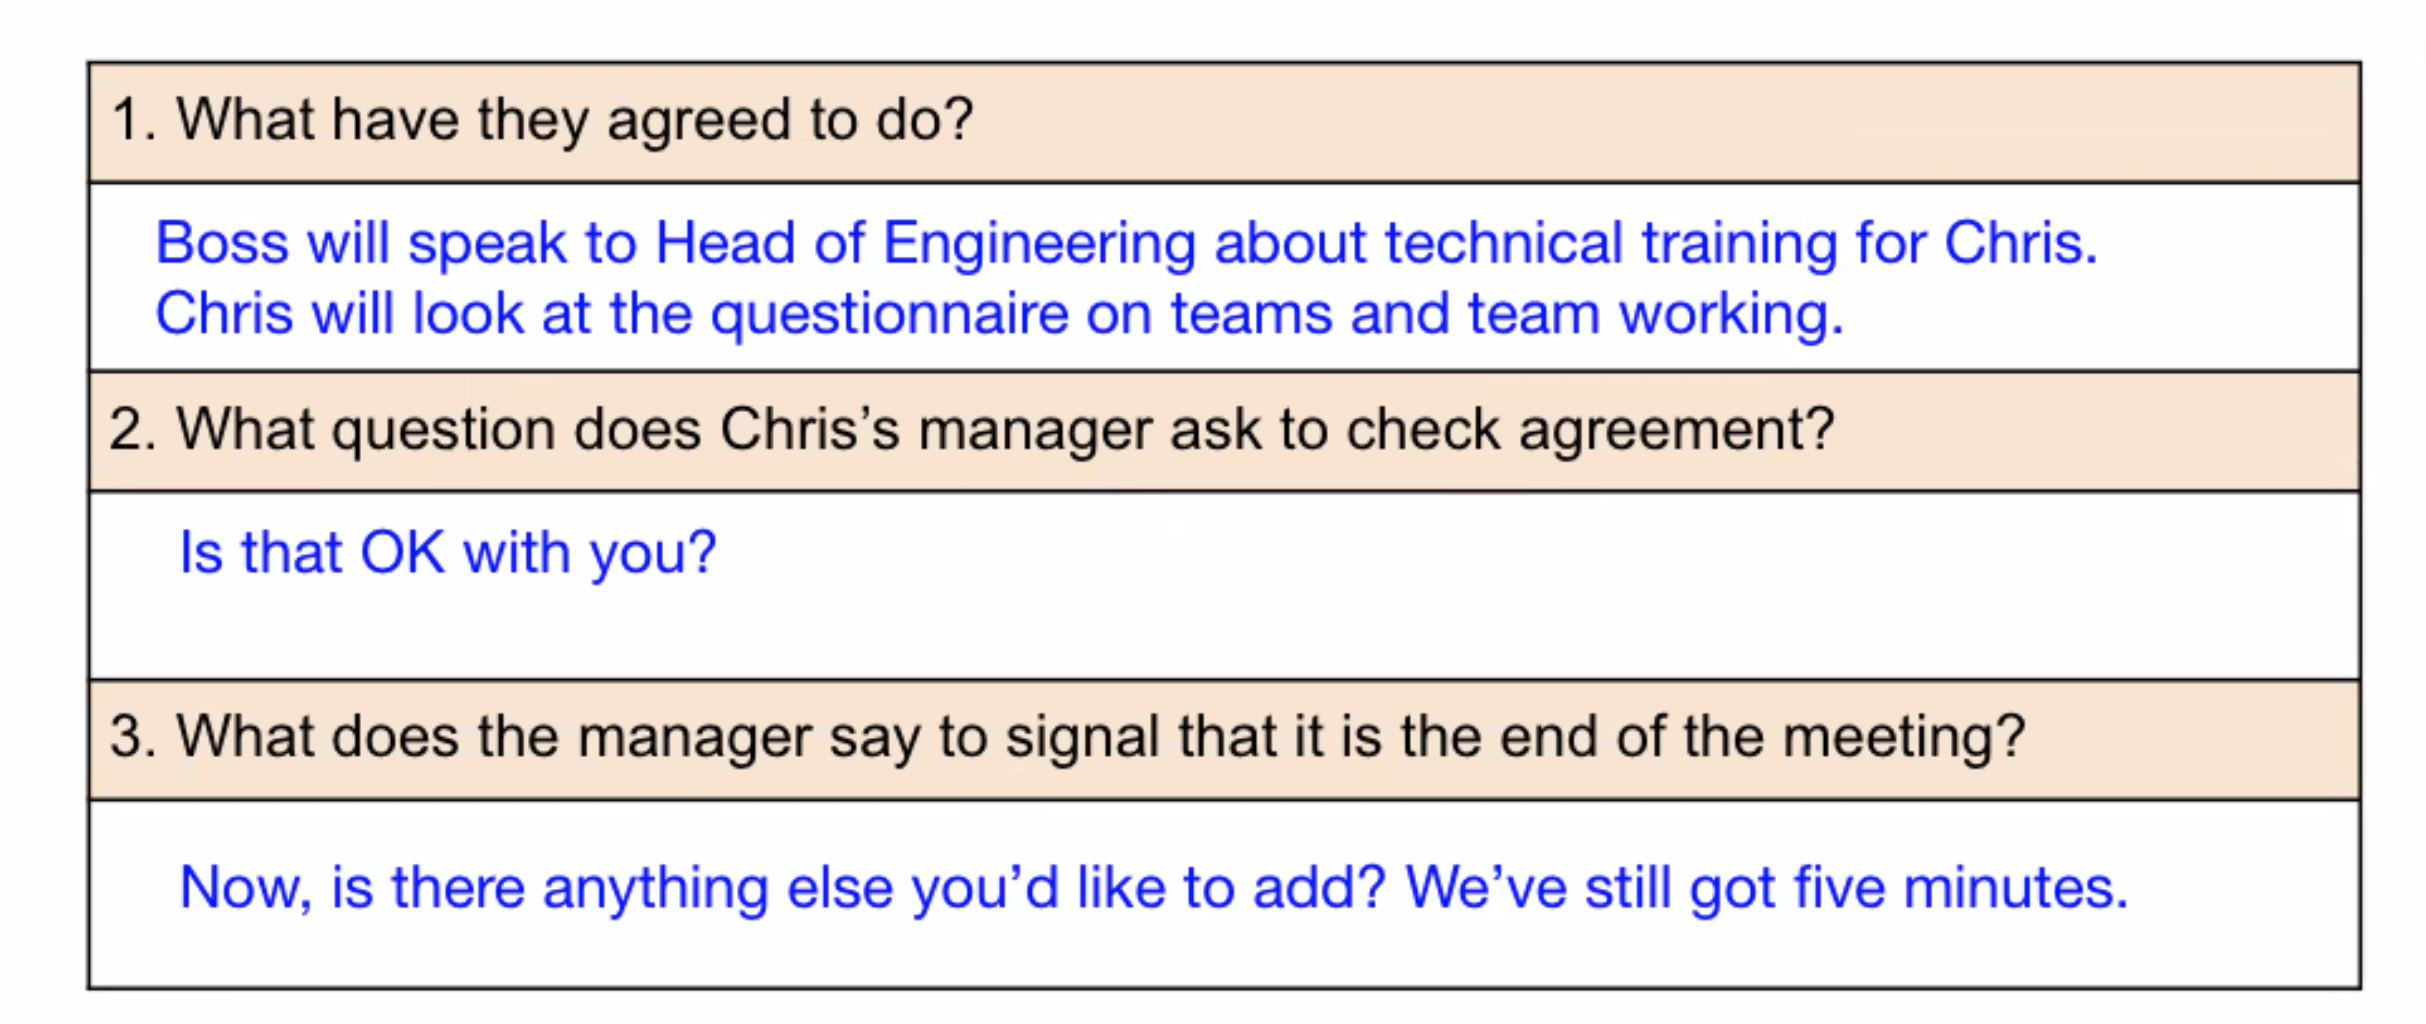 1. What have they agreed to do?
Boss will speak to Head of Engineering about technical training for Chris.
Chris will look at the questionnaire on teams and team working.
2. What question does Chris’s manager ask to check agreement?
Is that OK with you?
3. What does the manager say to signal that it is the end of the meeting?
Now, is there anything else you’d like to add? We’ve still got five minutes.